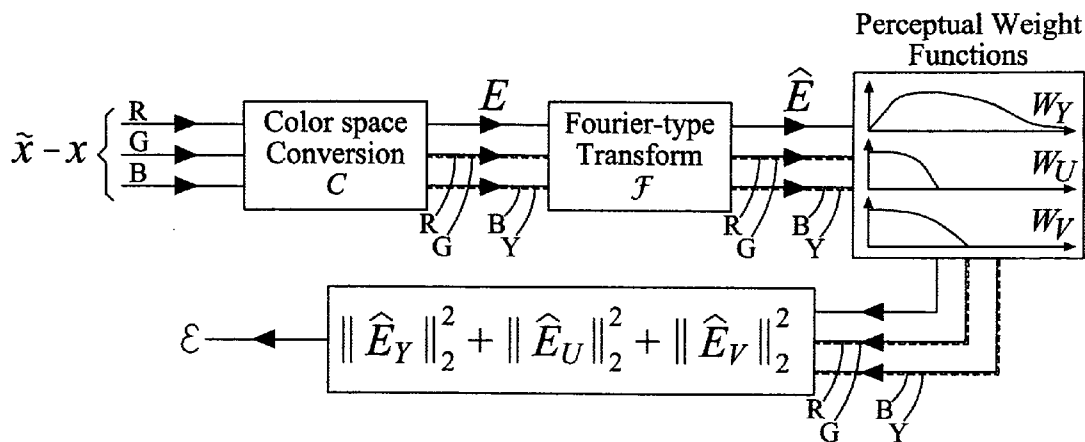 Perceptual Weight
Functions
x̃ - x { R
G
B
Color space
Conversion
C
E
R
G
B
Y
Fourier-type
Transform
ℱ
Ê
R
G
B
Y
W_Y
W_U
W_V
ℰ
‖ Ê_Y ‖₂² + ‖ Ê_U ‖₂² + ‖ Ê_V ‖₂²
R
G
B
Y